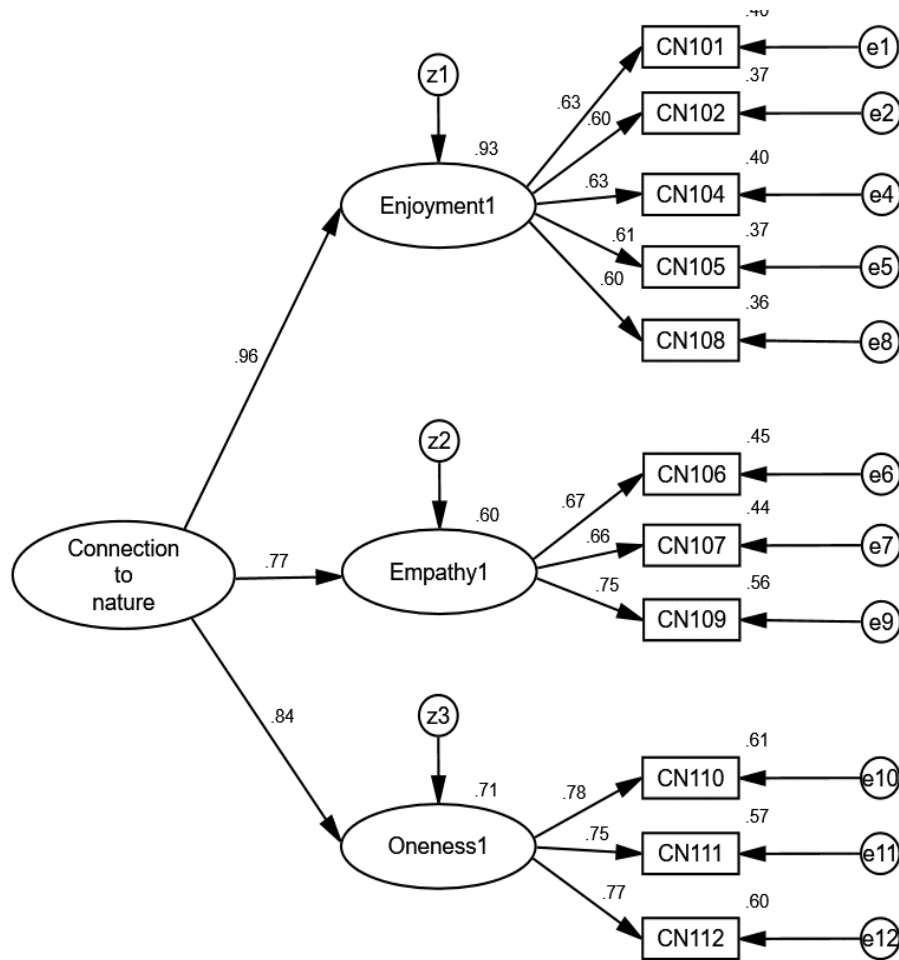 .40
CN101
e1
z1
.63
.37
.60
CN102
e2
.93
.40
Enjoyment1
.63
CN104
e4
.61
.37
CN105
e5
.60
.36
CN108
e8
.96
z2
.45
CN106
e6
.67
.44
.60
.66
CN107
e7
Connection
to
nature
.77
Empathy1
.75
.56
CN109
e9
.84
z3
.61
CN110
e10
.71
.78
.57
Oneness1
.75
CN111
e11
.77
.60
CN112
e12